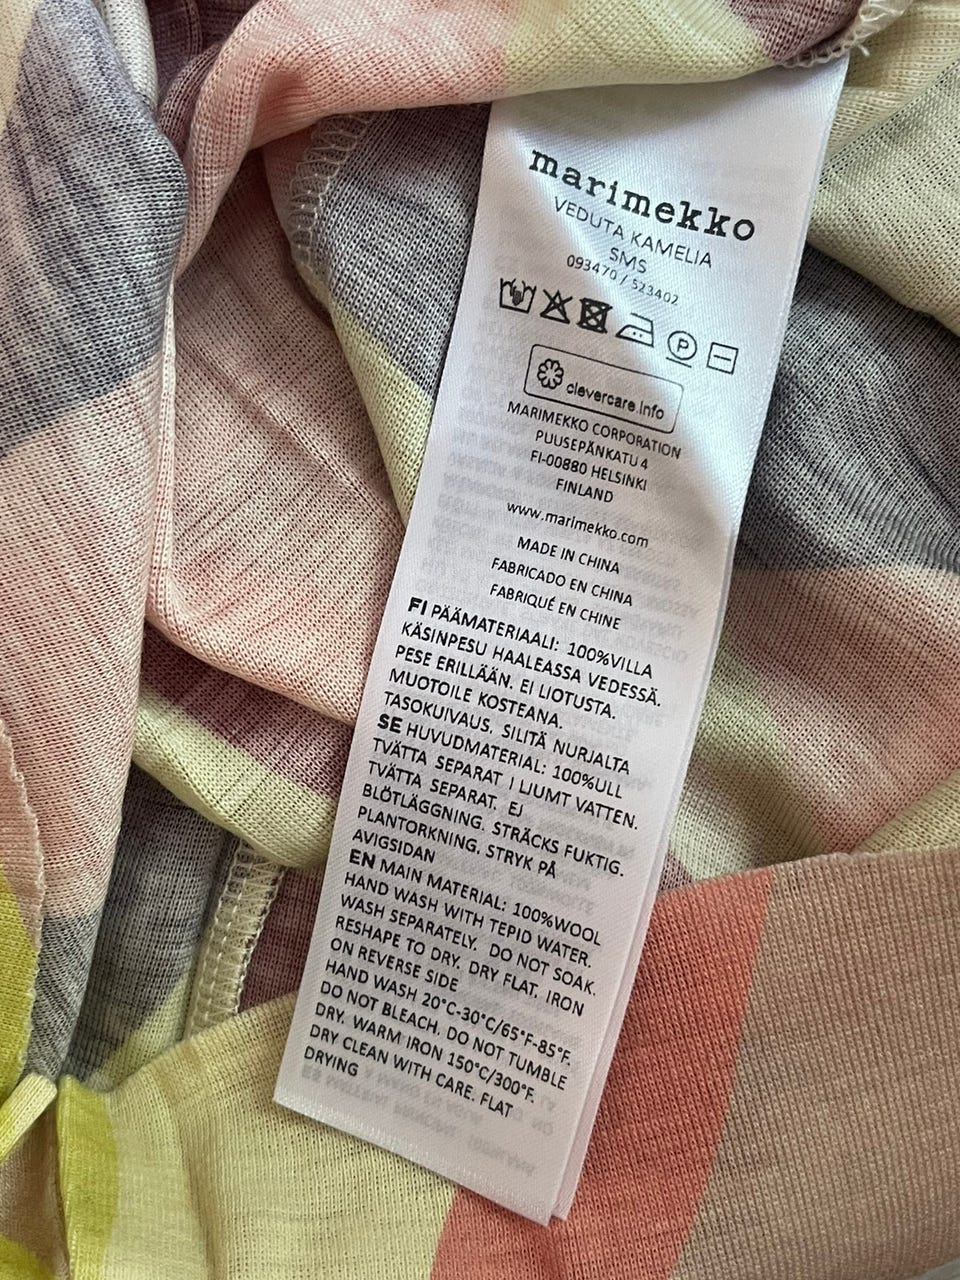 marimekko
VEDUTA KAMELIA
SMS
093470 / 523402
P
clevercare.info
MARIMEKKO CORPORATION
PUUSEPÄNKATU 4
FI-00880 HELSINKI
FINLAND
www.marimekko.com
MADE IN CHINA
FABRICADO EN CHINA
FABRIQUÉ EN CHINE
FI PÄÄMATERIAALI: 100%VILLA
KÄSINPESU HAALEASSA VEDESSÄ.
PESE ERILLÄÄN. EI LIOTUSTA.
MUOTOILE KOSTEANA.
TASOKUIVAUS, SILITÄ NURJALTA
SE HUVUDMATERIAL: 100%ULL
TVÄTTA SEPARAT I LJUMT VATTEN.
TVÄTTA SEPARAT. EJ
BLÖTLÄGGNING. STRÄCKS FUKTIG.
PLANTORKNING, STRYK PÅ
AVIGSIDAN
EN MAIN MATERIAL: 100%WOOL
HAND WASH WITH TEPID WATER.
WASH SEPARATELY. DO NOT SOAK.
RESHAPE TO DRY. DRY FLAT, IRON
ON REVERSE SIDE
HAND WASH 20°C-30°C/65°F-85°F.
DO NOT BLEACH. DO NOT TUMBLE
DRY. WARM IRON 150°C/300°F.
DRY CLEAN WITH CARE. FLAT
DRYING